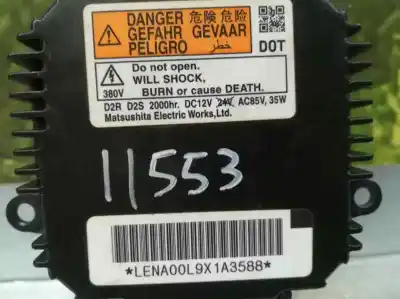 DANGER 危險 危険
GEFAHR GEVAAR
PELIGRO خطر DOT
Do not open.
WILL SHOCK,
380V BURN or cause DEATH.
D2R D2S 2000hr. DC12V 24V AC85V, 35W
Matsushita Electric Works,Ltd.
11553
*LENA00L9X1A3588*